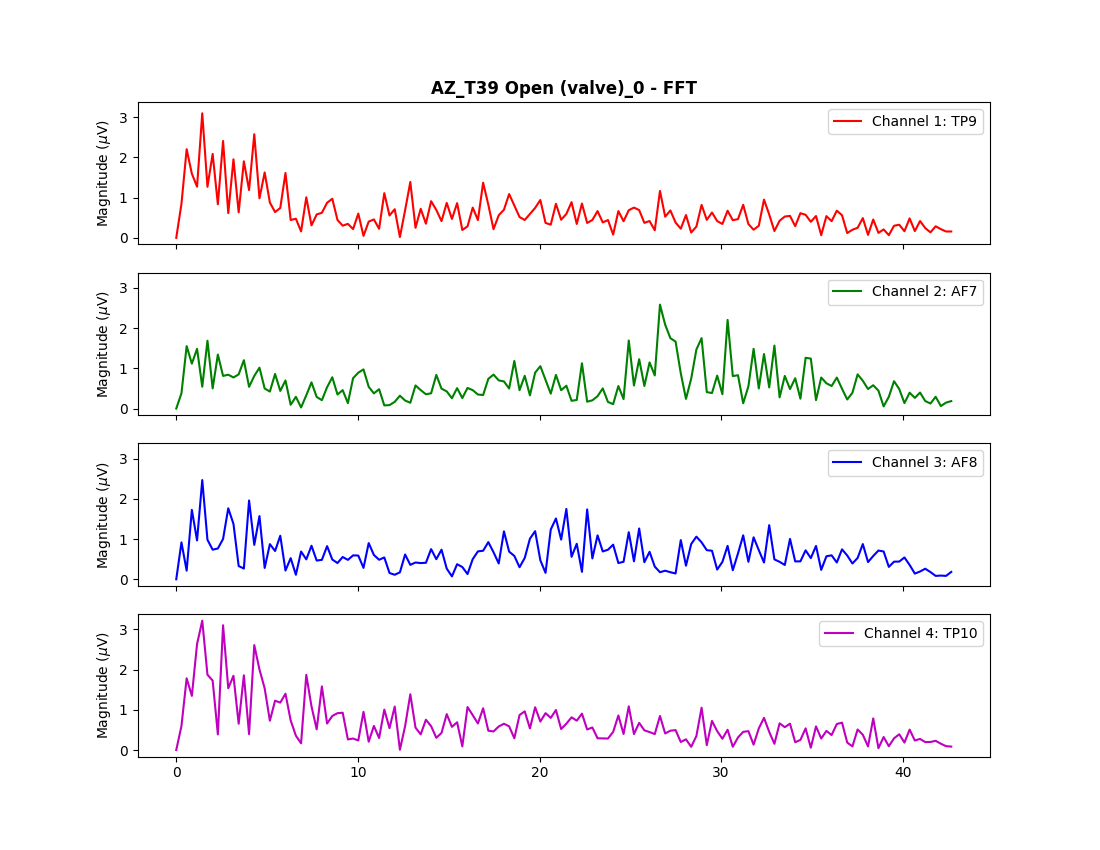 AZ_T39 Open (valve)_0 - FFT
3
2
1
0
Magnitude (μV)
Channel 1: TP9
3
2
1
0
Magnitude (μV)
Channel 2: AF7
3
2
1
0
Magnitude (μV)
Channel 3: AF8
3
2
1
0
Magnitude (μV)
Channel 4: TP10
0 10 20 30 40